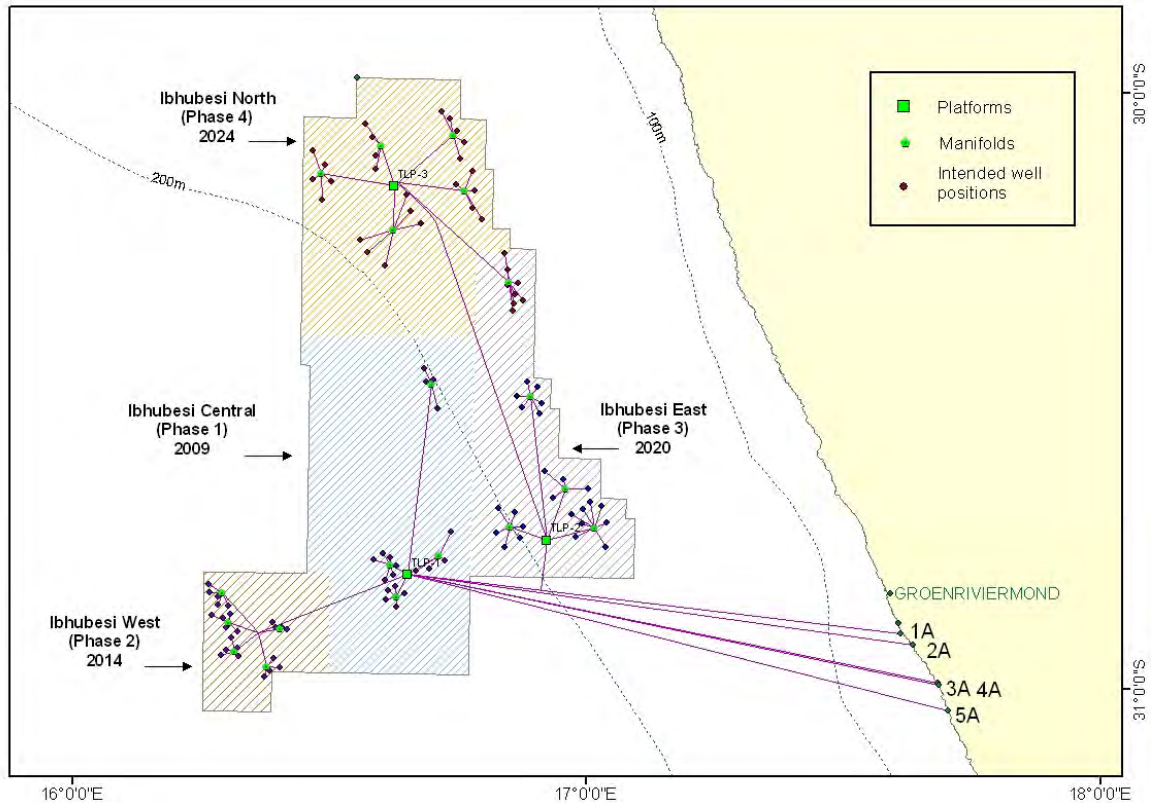 Ibhubesi North
(Phase 4)
2024
200m
100m
TLP-3
Platforms
Manifolds
Intended well
positions
30°0'0"S
Ibhubesi Central
(Phase 1)
2009
Ibhubesi East
(Phase 3)
2020
TLP-2
TLP-1
Ibhubesi West
(Phase 2)
2014
GROENRIVIERMOND
1A
2A
3A 4A
5A
31°0'0"S
16°0'0"E
17°0'0"E
18°0'0"E